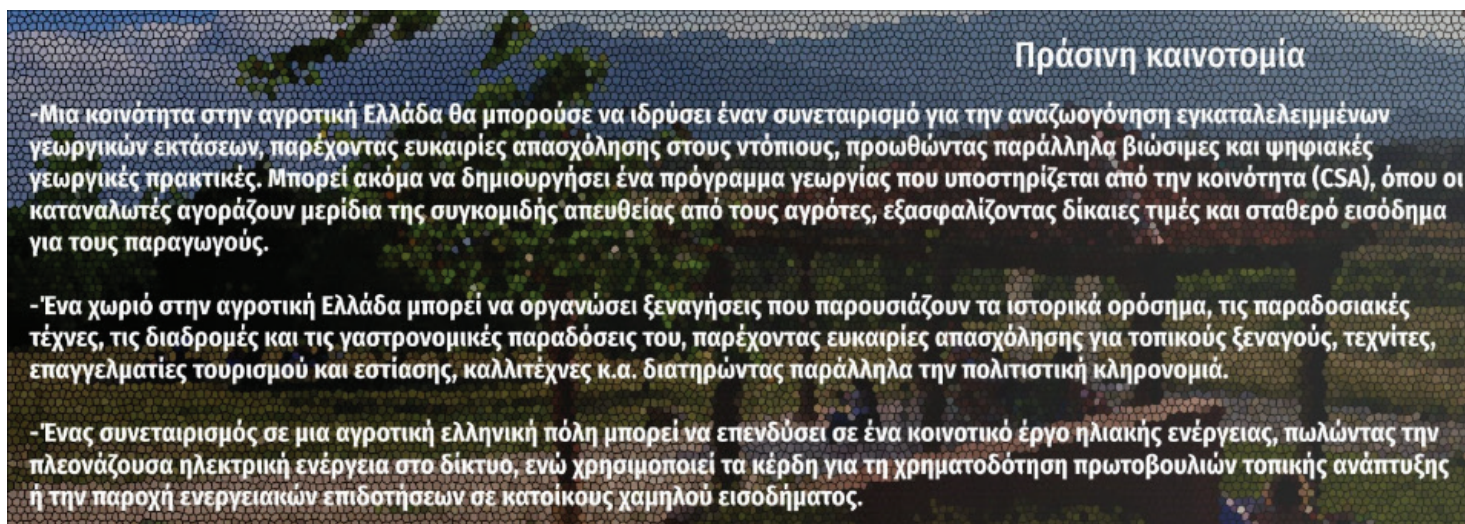 Πράσινη καινοτομία
-Μια κοινότητα στην αγροτική Ελλάδα θα μπορούσε να ιδρύσει έναν συνεταιρισμό για την αναζωογόνηση εγκαταλελειμμένων
γεωργικών εκτάσεων, παρέχοντας ευκαιρίες απασχόλησης στους ντόπιους, προωθώντας παράλληλα βιώσιμες και ψηφιακές
γεωργικές πρακτικές. Μπορεί ακόμα να δημιουργήσει ένα πρόγραμμα γεωργίας που υποστηρίζεται από την κοινότητα (CSA), όπου οι
καταναλωτές αγοράζουν μερίδια της συγκομιδής απευθείας από τους αγρότες, εξασφαλίζοντας δίκαιες τιμές και σταθερό εισόδημα
για τους παραγωγούς.
-Ένα χωριό στην αγροτική Ελλάδα μπορεί να οργανώσει ξεναγήσεις που παρουσιάζουν τα ιστορικά ορόσημα, τις παραδοσιακές
τέχνες, τις διαδρομές και τις γαστρονομικές παραδόσεις του, παρέχοντας ευκαιρίες απασχόλησης για τοπικούς ξεναγούς, τεχνίτες,
επαγγελματίες τουρισμού και εστίασης, καλλιτέχνες κ.α. διατηρώντας παράλληλα την πολιτιστική κληρονομιά.
-Ένας συνεταιρισμός σε μια αγροτική ελληνική πόλη μπορεί να επενδύσει σε ένα κοινοτικό έργο ηλιακής ενέργειας, πωλώντας την
πλεονάζουσα ηλεκτρική ενέργεια στο δίκτυο, ενώ χρησιμοποιεί τα κέρδη για τη χρηματοδότηση πρωτοβουλιών τοπικής ανάπτυξης
ή την παροχή ενεργειακών επιδοτήσεων σε κατοίκους χαμηλού εισοδήματος.